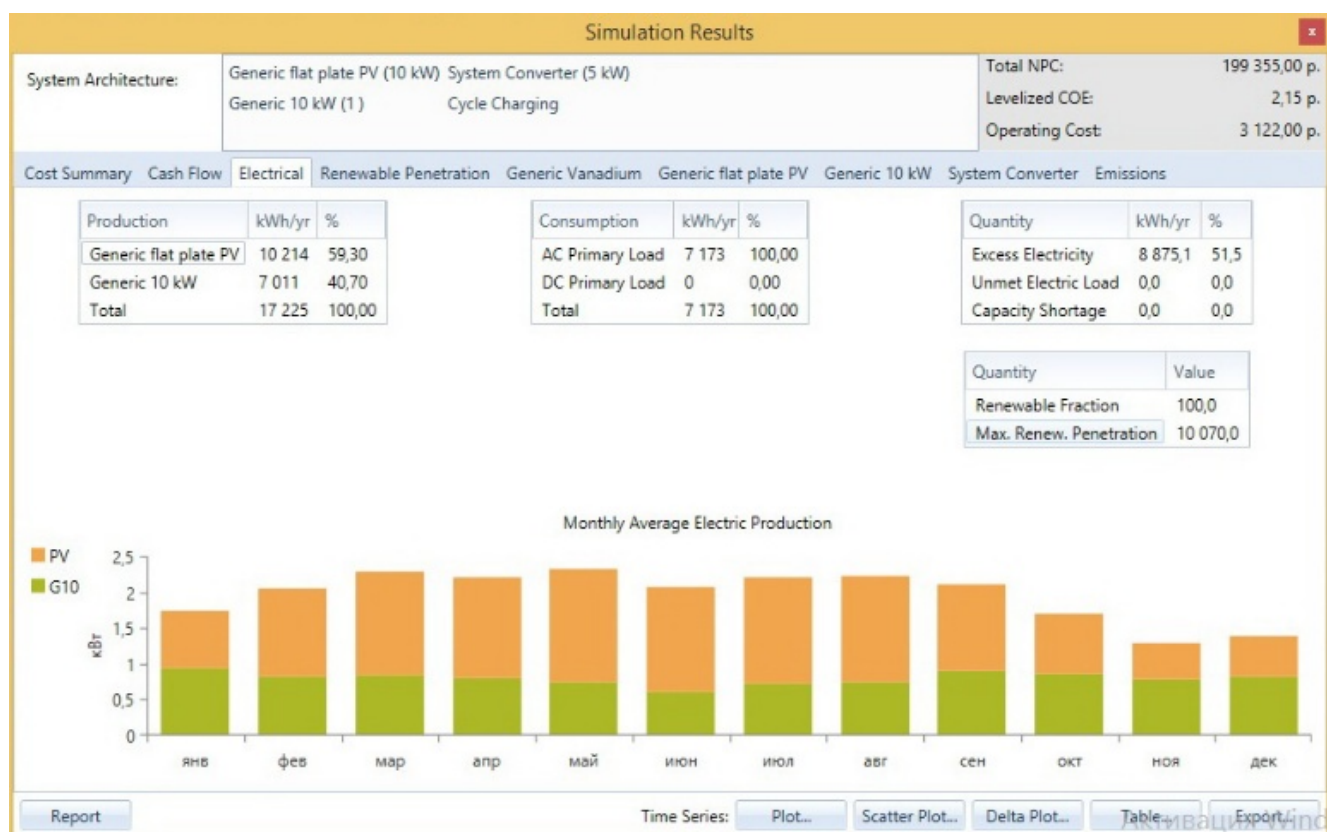 Simulation Results
x
System Architecture:
Generic flat plate PV (10 kW) System Converter (5 kW)
Generic 10 kW (1 ) Cycle Charging
Total NPC: 199 355,00 р.
Levelized COE: 2,15 р.
Operating Cost: 3 122,00 р.
Cost Summary Cash Flow Electrical Renewable Penetration Generic Vanadium Generic flat plate PV Generic 10 kW System Converter Emissions
Production kWh/yr %
Generic flat plate PV 10 214 59,30
Generic 10 kW 7 011 40,70
Total 17 225 100,00
Consumption kWh/yr %
AC Primary Load 7 173 100,00
DC Primary Load 0 0,00
Total 7 173 100,00
Quantity kWh/yr %
Excess Electricity 8 875,1 51,5
Unmet Electric Load 0,0 0,0
Capacity Shortage 0,0 0,0
Quantity Value
Renewable Fraction 100,0
Max. Renew. Penetration 10 070,0
Monthly Average Electric Production
PV
G10
кВт
2,5
2
1,5
1
0,5
0
янв фев мар апр май июн июл авг сен окт ноя дек
Report Time Series: Plot... Scatter Plot... Delta Plot... Table... Export...
Активация Wind